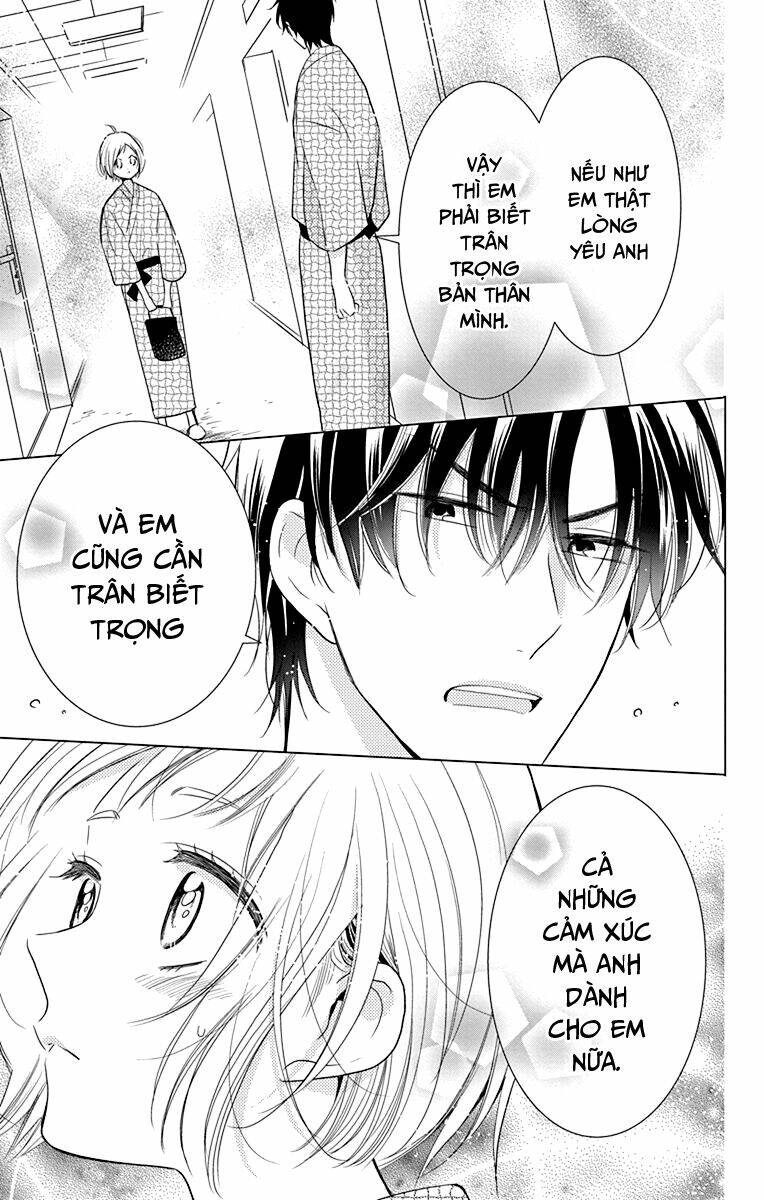 NẾU NHƯ
EM THẬT
LÒNG
YÊU ANH
VẬY
THÌ EM
PHẢI BIẾT
TRÂN
TRỌNG
BẢN THÂN
MÌNH.
VÀ EM
CŨNG CẦN
TRÂN BIẾT
TRỌNG
CẢ
NHỮNG
CẢM XÚC
MÀ ANH
DÀNH
CHO EM
NỮA.